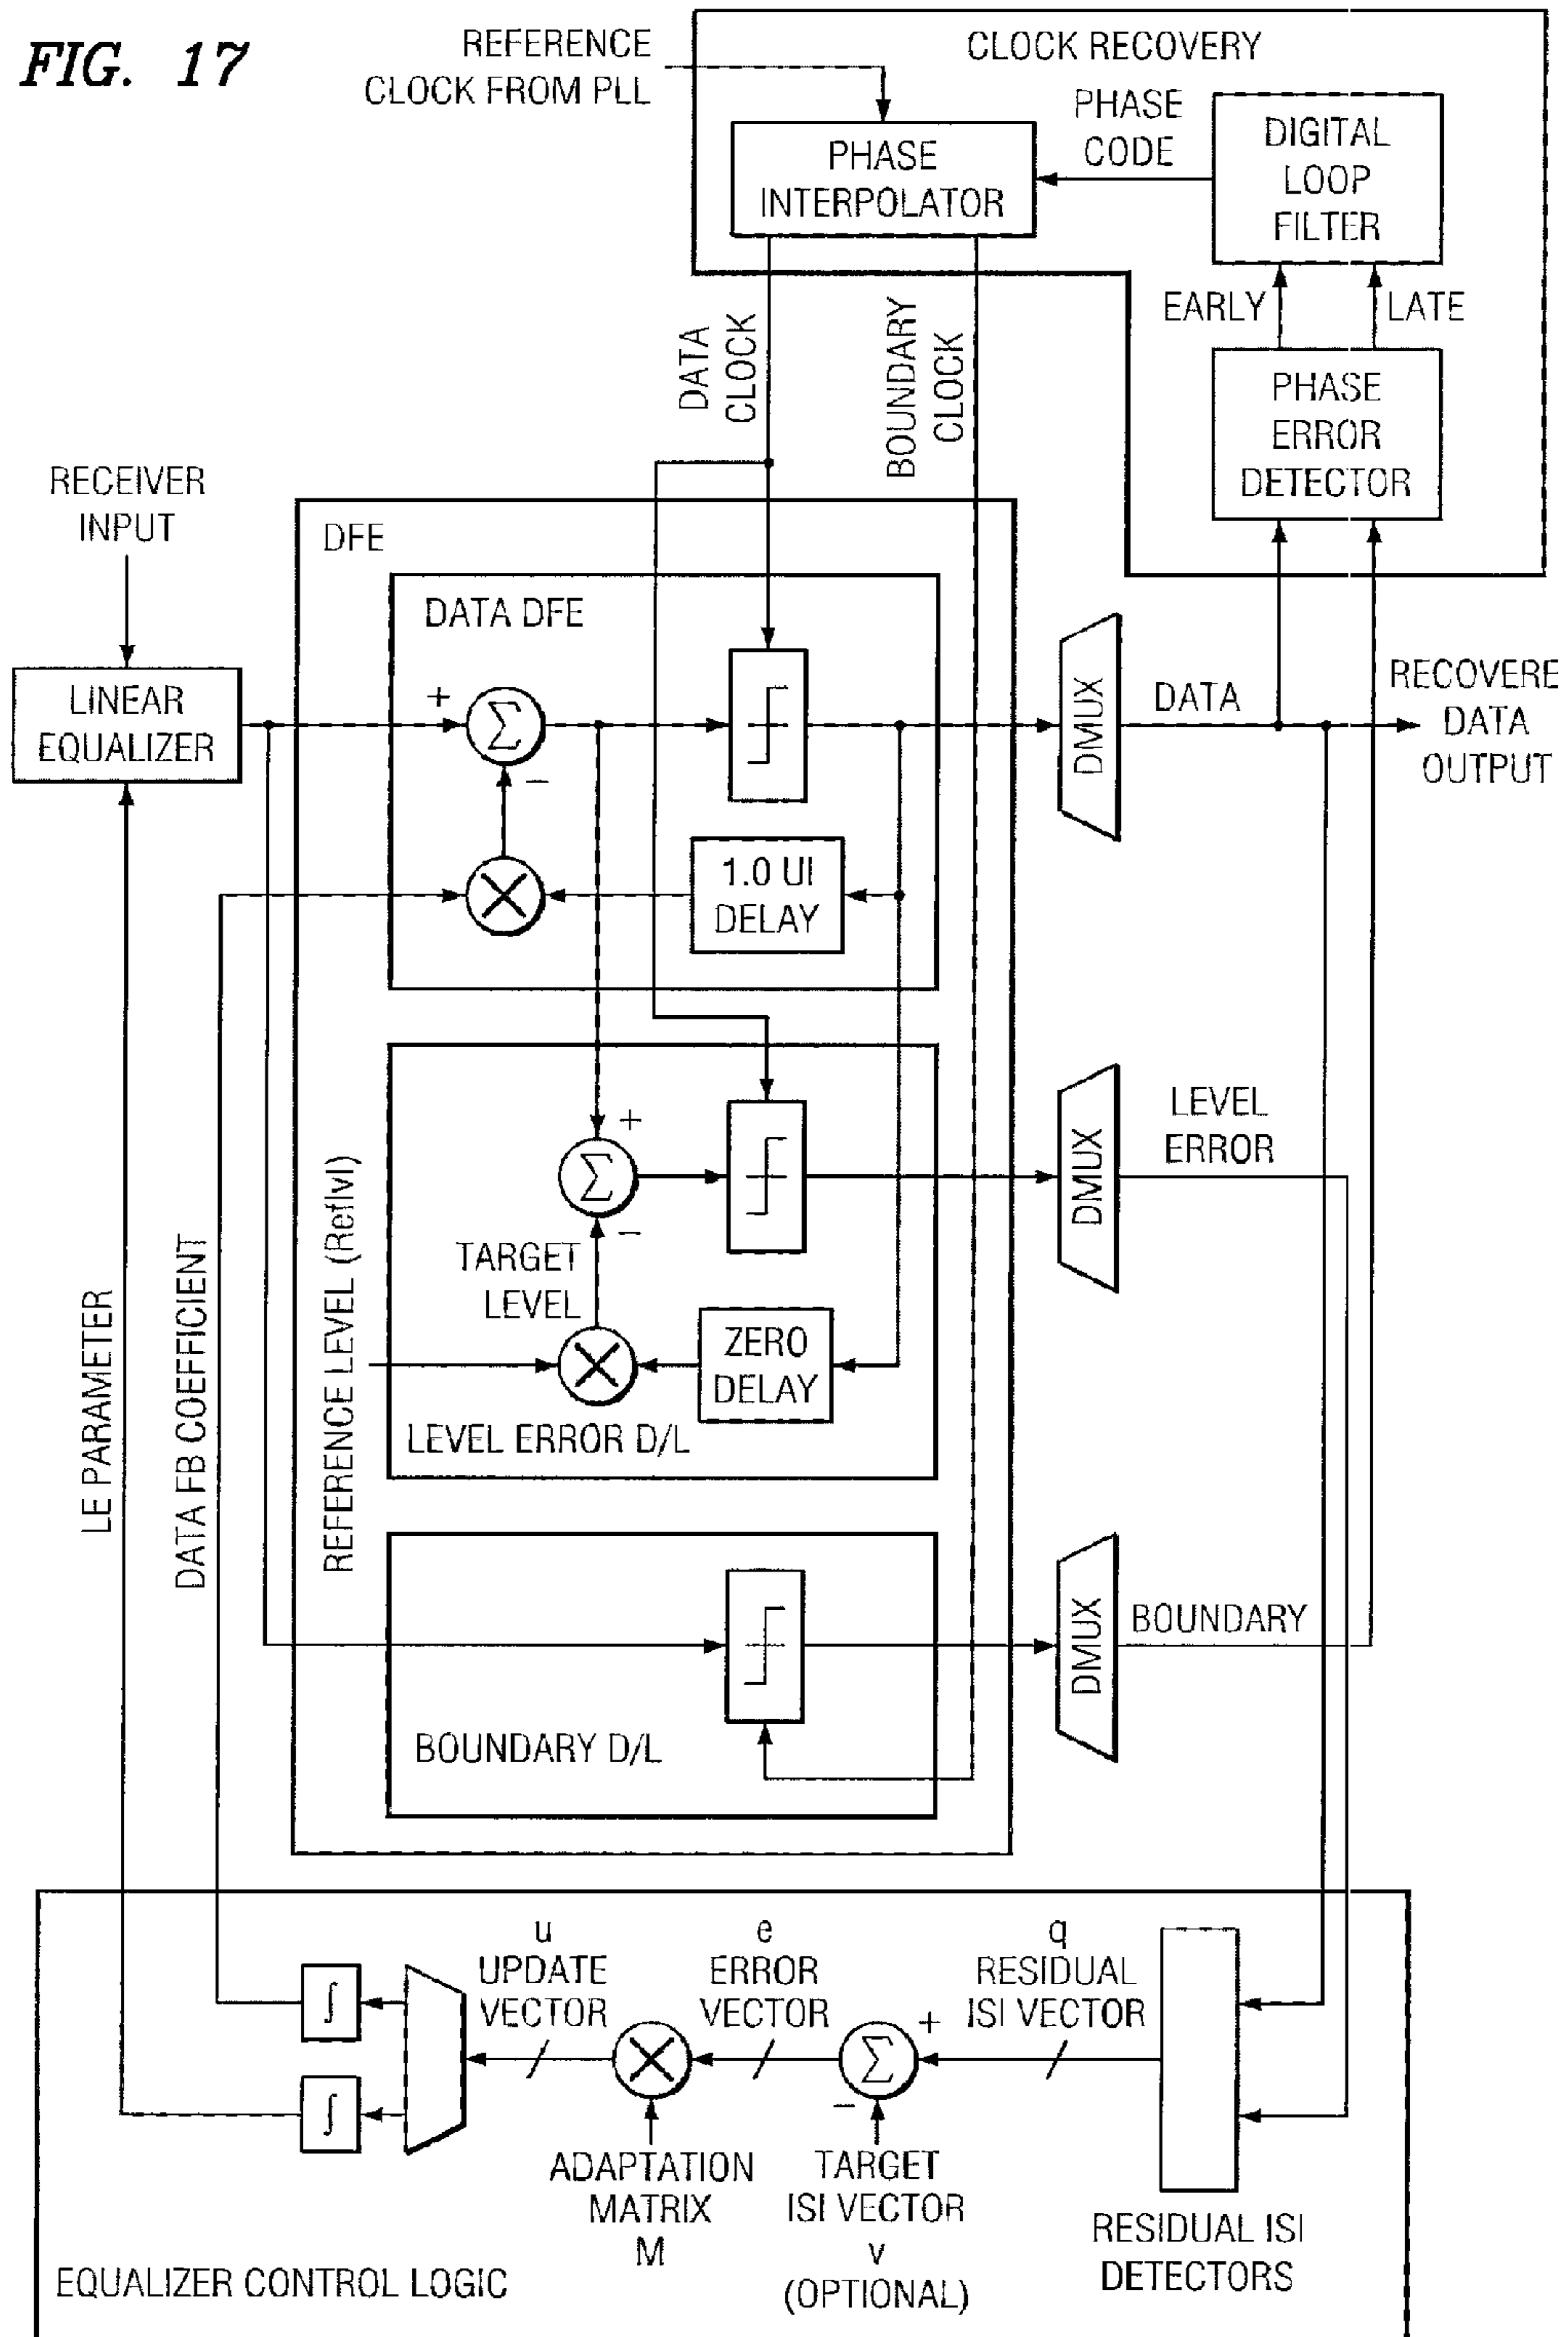 FIG. 17
REFERENCE
CLOCK FROM PLL
CLOCK RECOVERY
PHASE
INTERPOLATOR
PHASE
CODE
DIGITAL
LOOP
FILTER
EARLY
LATE
PHASE
ERROR
DETECTOR
DATA
CLOCK
BOUNDARY
CLOCK
RECEIVER
INPUT
LINEAR
EQUALIZER
DFE
DATA DFE
+
Σ
−
1.0 UI
DELAY
DMUX
DATA
RECOVERE
DATA
OUTPUT
+
Σ
−
TARGET
LEVEL
ZERO
DELAY
LEVEL ERROR D/L
DMUX
LEVEL
ERROR
REFERENCE LEVEL (Reflvl)
DATA FB COEFFICIENT
LE PARAMETER
BOUNDARY D/L
DMUX
BOUNDARY
u
UPDATE
VECTOR
e
ERROR
VECTOR
q
RESIDUAL
ISI VECTOR
∫
∫
+
Σ
−
ADAPTATION
MATRIX
M
TARGET
ISI VECTOR
v
(OPTIONAL)
RESIDUAL ISI
DETECTORS
EQUALIZER CONTROL LOGIC